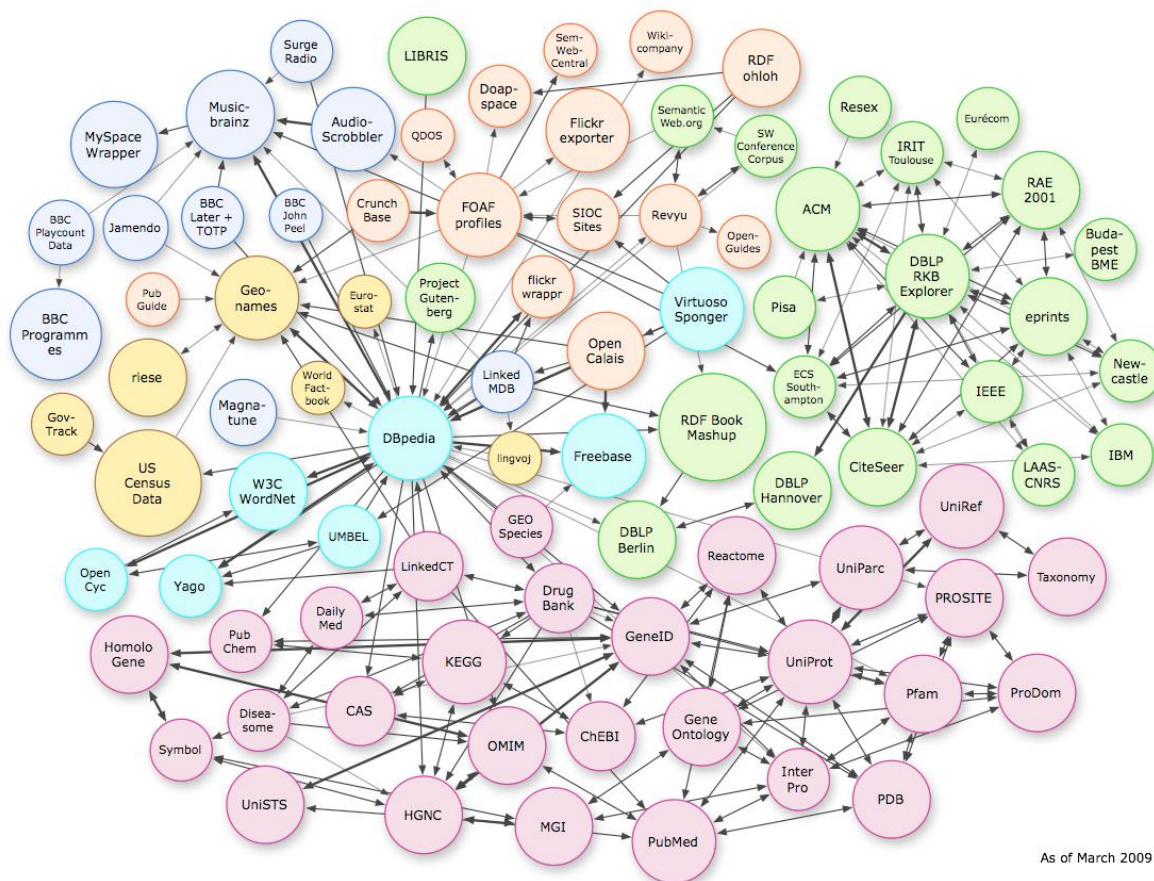 Surge
Radio
LIBRIS
Sem-
Web-
Central
Wiki-
company
RDF
ohloh
Doap-
space
Music-
brainz
Audio-
Scrobbler
MySpace
Wrapper
QDOS
Flickr
exporter
Semantic
Web.org
SW
Conference
Corpus
Resex
Eurécom
IRIT
Toulouse
RAE
2001
ACM
BBC
Playcount
Data
Jamendo
BBC
Later +
TOTP
BBC
John
Peel
Crunch
Base
FOAF
profiles
SIOC
Sites
Revyu
Open-
Guides
Buda-
pest
BME
DBLP
RKB
Explorer
Pub
Guide
Geo-
names
Euro-
stat
Project
Guten-
berg
flickr
wrappr
Virtuoso
Sponger
Pisa
eprints
BBC
Programm
es
Open
Calais
riese
World
Fact-
book
Linked
MDB
ECS
South-
ampton
IEEE
New-
castle
Magna-
tune
Gov-
Track
DBpedia
RDF Book
Mashup
lingvoj
Freebase
CiteSeer
LAAS-
CNRS
IBM
US
Census
Data
W3C
WordNet
DBLP
Hannover
UniRef
GEO
Species
DBLP
Berlin
UMBEL
Reactome
UniParc
Taxonomy
Open
Cyc
Yago
LinkedCT
PROSITE
Drug
Bank
Daily
Med
Pub
Chem
Homolo
Gene
GeneID
KEGG
UniProt
Pfam
ProDom
Disea-
some
CAS
Gene
Ontology
ChEBI
OMIM
Symbol
Inter
Pro
UniSTS
HGNC
MGI
PubMed
PDB
As of March 2009